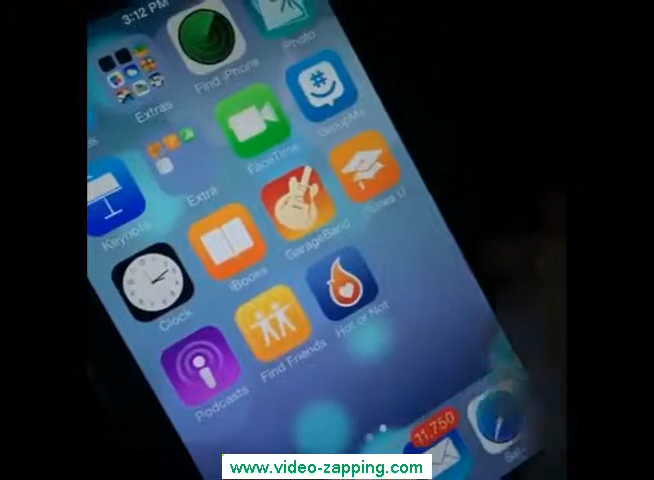 3:12 PM
Extras
Find iPhone
Photo
Keynote
Extra
FaceTime
GroupMe
Clock
iBooks
GarageBand
iTunes U
Podcasts
Find Friends
Hot or Not
11,750
www.video-zapping.com